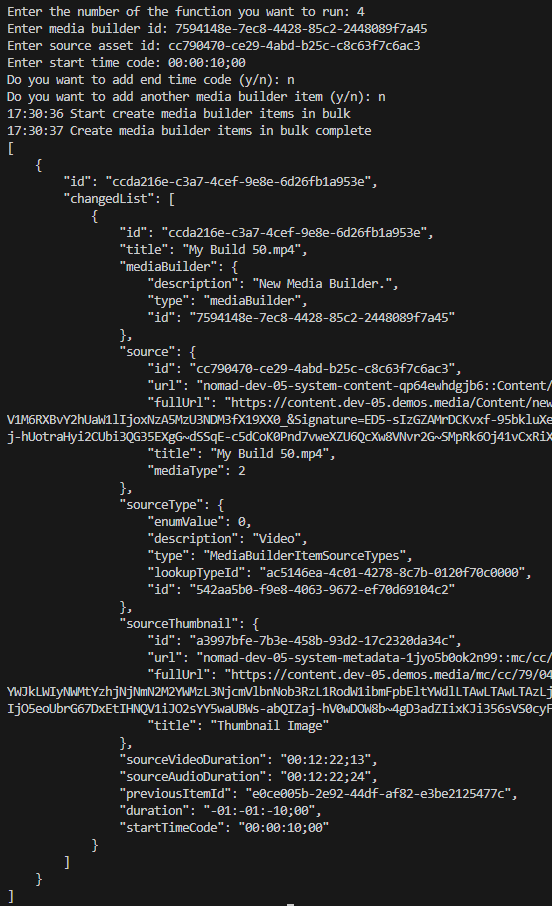 Enter the number of the function you want to run: 4
Enter media builder id: 7594148e-7ec8-4428-85c2-2448089f7a45
Enter source asset id: cc790470-ce29-4abd-b25c-c8c63f7c6ac3
Enter start time code: 00:00:10;00
Do you want to add end time code (y/n): n
Do you want to add another media builder item (y/n): n
17:30:36 Start create media builder items in bulk
17:30:37 Create media builder items in bulk complete
[
    {
        "id": "ccda216e-c3a7-4cef-9e8e-6d26fb1a953e",
        "changedList": [
            {
                "id": "ccda216e-c3a7-4cef-9e8e-6d26fb1a953e",
                "title": "My Build 50.mp4",
                "mediaBuilder": {
                    "description": "New Media Builder.",
                    "type": "mediaBuilder",
                    "id": "7594148e-7ec8-4428-85c2-2448089f7a45"
                },
                "source": {
                    "id": "cc790470-ce29-4abd-b25c-c8c63f7c6ac3",
                    "url": "nomad-dev-05-system-content-qp64ewhdgjb6::Content/
                    "fullUrl": "https://content.dev-05.demos.media/Content/new
V1M6RXBvY2hUaW1lIjoxNzA5MzU3NDM3fX19XX0_&Signature=ED5-sIzGZAMrDCKvxf-95bkluXe
j-hUotraHyi2CUbi3QG35EXgG~dSSqE-c5dCoK0Pnd7vweXZU6QcXw8VNvr2G~SMpRk6Oj41vCxRiX
                    "title": "My Build 50.mp4",
                    "mediaType": 2
                },
                "sourceType": {
                    "enumValue": 0,
                    "description": "Video",
                    "type": "MediaBuilderItemSourceTypes",
                    "lookupTypeId": "ac5146ea-4c01-4278-8c7b-0120f70c0000",
                    "id": "542aa5b0-f9e8-4063-9672-ef70d69104c2"
                },
                "sourceThumbnail": {
                    "id": "a3997bfe-7b3e-458b-93d2-17c2320da34c",
                    "url": "nomad-dev-05-system-metadata-1jyo5b0ok2n99::mc/cc/
                    "fullUrl": "https://content.dev-05.demos.media/mc/cc/79/04
YWJkLWIyNWMtYzhjNjNmN2M2YWMzL3NjcmVlbnNob3RzL1RodW1ibmFpbEltYWdlLTAwLTAwLTAzLj
IjO5eoUbrG67DxEtIHNQV1iJO2sYY5waUBWs-abQIZaj-hV0wDOW8b~4gD3adZIixKJi356sVS0cyF
                    "title": "Thumbnail Image"
                },
                "sourceVideoDuration": "00:12:22;13",
                "sourceAudioDuration": "00:12:22;24",
                "previousItemId": "e0ce005b-2e92-44df-af82-e3be2125477c",
                "duration": "-01:-01:-10;00",
                "startTimeCode": "00:00:10;00"
            }
        ]
    }
]